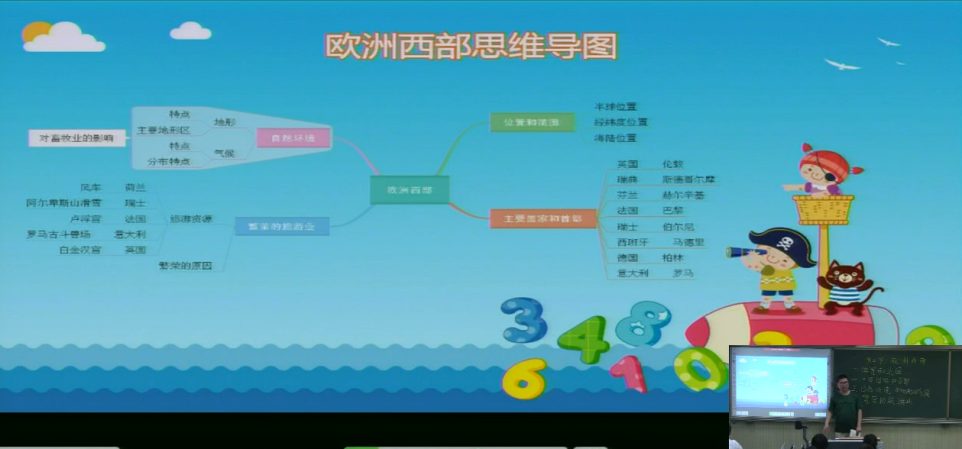 欧洲西部思维导图
欧洲西部
位置和范围
半球位置
经纬度位置
海陆位置
主要国家和首都
英国 伦敦
瑞典 斯德哥尔摩
芬兰 赫尔辛基
法国 巴黎
瑞士 伯尔尼
西班牙 马德里
德国 柏林
意大利 罗马
自然环境
地形
特点
主要地形区
气候
特点
分布特点
对畜牧业的影响
繁荣的旅游业
旅游资源
风车 荷兰
阿尔卑斯山滑雪 瑞士
卢浮宫 法国
罗马古斗兽场 意大利
白金汉宫 英国
繁荣的原因
3
4
8
6
1
0
2